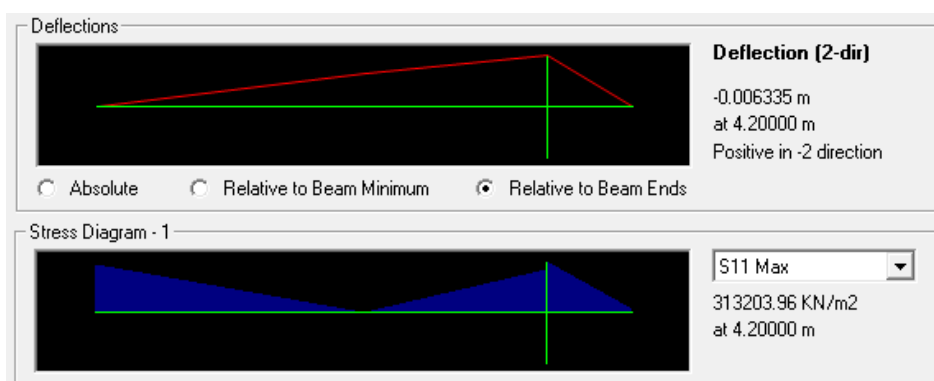 Deflections
Deflection (2-dir)
-0.006335 m
at 4.20000 m
Positive in -2 direction
Absolute
Relative to Beam Minimum
Relative to Beam Ends
Stress Diagram - 1
S11 Max
313203.96 KN/m2
at 4.20000 m